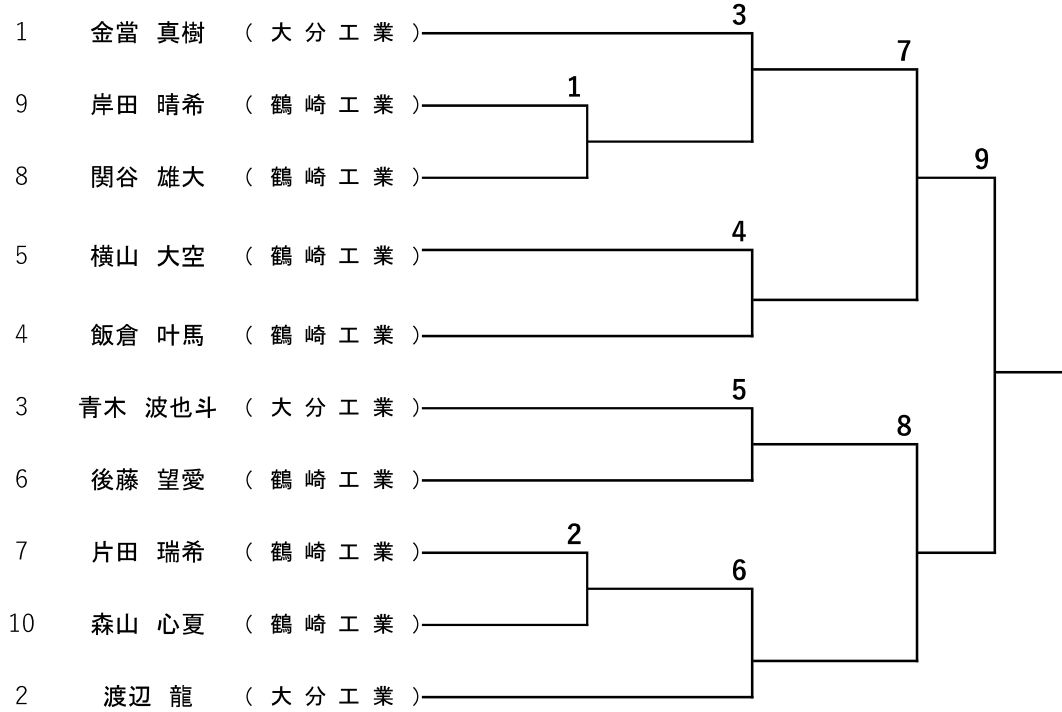 3
1 金當 真樹 (大分工業)
7
1
9 岸田 晴希 (鶴崎工業)
9
8 関谷 雄大 (鶴崎工業)
4
5 横山 大空 (鶴崎工業)
4 飯倉 叶馬 (鶴崎工業)
5
3 青木 波也斗 (大分工業)
8
6 後藤 望愛 (鶴崎工業)
2
7 片田 瑞希 (鶴崎工業)
6
10 森山 心夏 (鶴崎工業)
2 渡辺 龍 (大分工業)